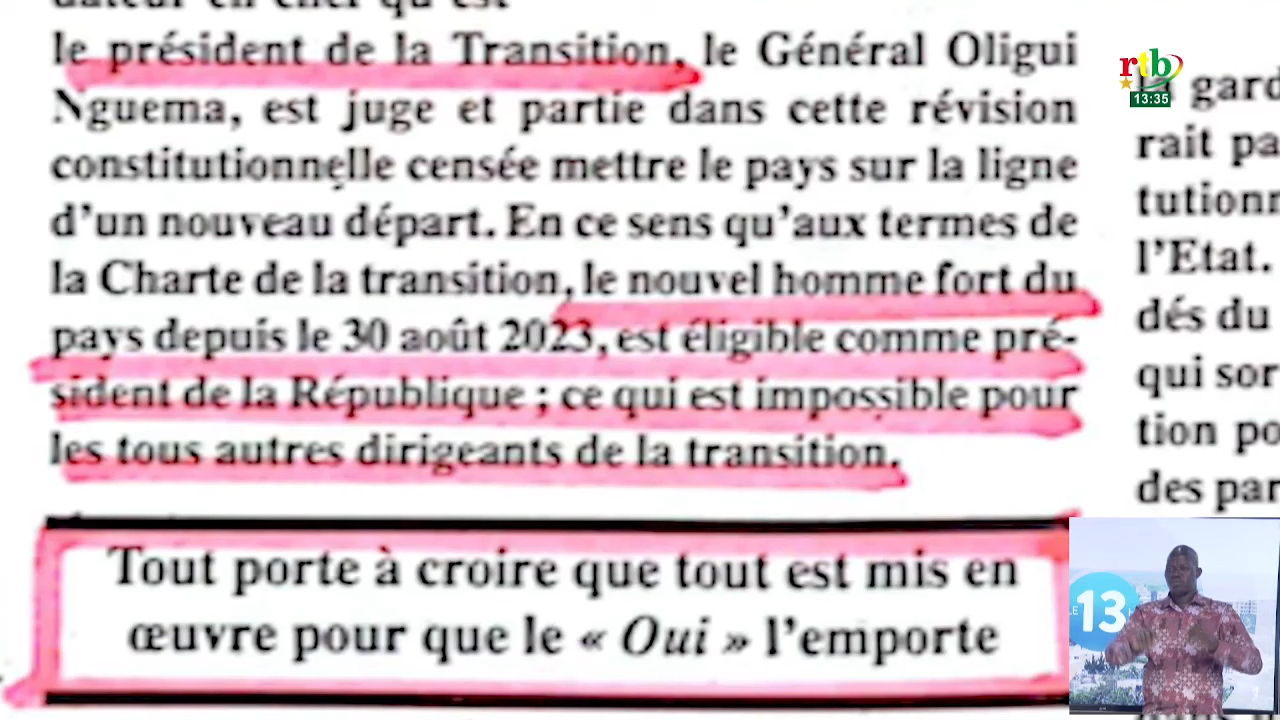 le président de la Transition, le Général Oligui
Nguema, est juge et partie dans cette révision
constitutionnelle censée mettre le pays sur la ligne
d'un nouveau départ. En ce sens qu'aux termes de
la Charte de la transition, le nouvel homme fort du
pays depuis le 30 août 2023, est éligible comme pré-
sident de la République ; ce qui est impossible pour
les tous autres dirigeants de la transition.
Tout porte à croire que tout est mis en
œuvre pour que le « Oui » l'emporte
rtb
13:35
la gard
rait pa
tutionn
l'Etat.
dés du
qui sor
tion po
des par
LE 13